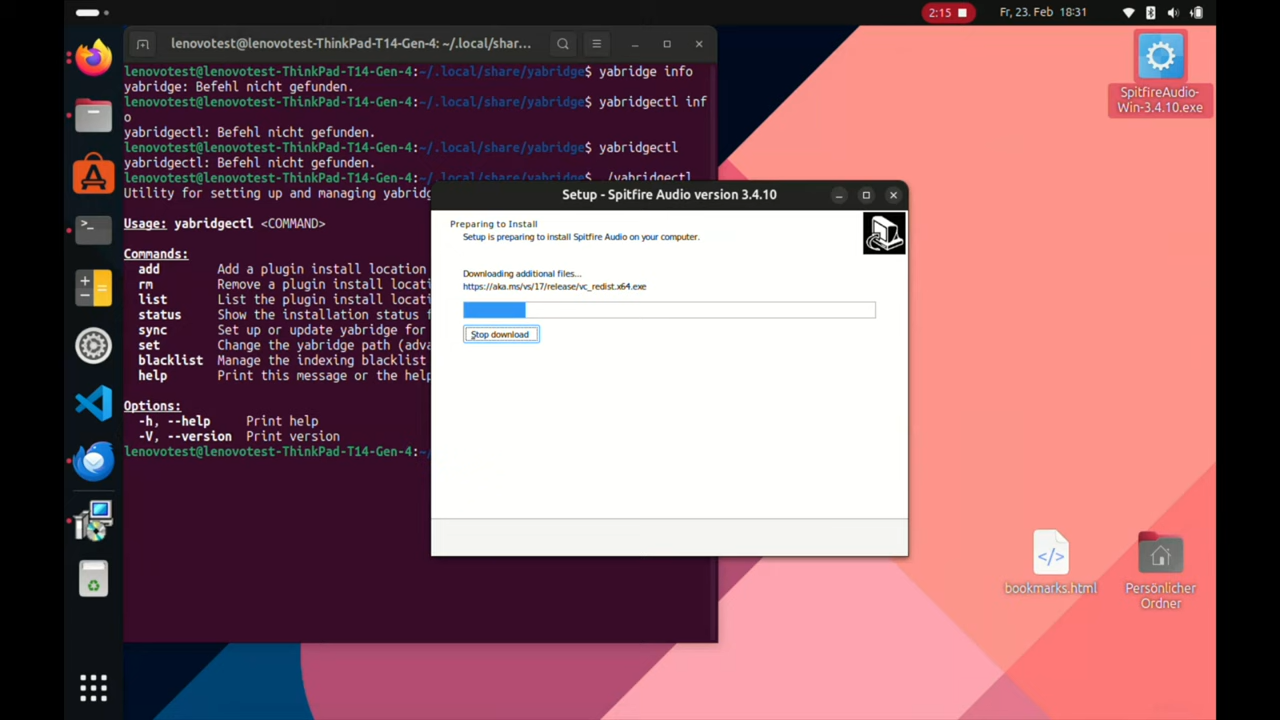 2:15
Fr, 23. Feb 18:31
lenovotest@lenovotest-ThinkPad-T14-Gen-4: ~/.local/shar...
lenovotest@lenovotest-ThinkPad-T14-Gen-4:~/.local/share/yabridge$ yabridge info
yabridge: Befehl nicht gefunden.
lenovotest@lenovotest-ThinkPad-T14-Gen-4:~/.local/share/yabridge$ yabridgectl inf
o
yabridgectl: Befehl nicht gefunden.
lenovotest@lenovotest-ThinkPad-T14-Gen-4:~/.local/share/yabridge$ yabridgectl
yabridgectl: Befehl nicht gefunden.
lenovotest@lenovotest-ThinkPad-T14-Gen-4:~/.local/share/yabridge$ ./yabridgectl
Utility for setting up and managing yabridg
Usage: yabridgectl <COMMAND>
Commands:
add Add a plugin install location
rm Remove a plugin install locati
list List the plugin install locati
status Show the installation status f
sync Set up or update yabridge for
set Change the yabridge path (adva
blacklist Manage the indexing blacklist
help Print this message or the help
Options:
-h, --help Print help
-V, --version Print version
lenovotest@lenovotest-ThinkPad-T14-Gen-4:~/
Setup - Spitfire Audio version 3.4.10
Preparing to Install
Setup is preparing to install Spitfire Audio on your computer.
Downloading additional files...
https://aka.ms/vs/17/release/vc_redist.x64.exe
Stop download
SpitfireAudio-
Win-3.4.10.exe
bookmarks.html
Persönlicher
Ordner